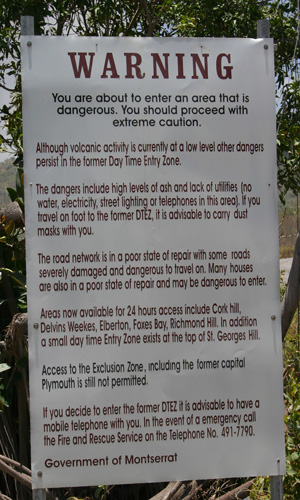 WARNING
You are about to enter an area that is
dangerous. You should proceed with
extreme caution.
Although volcanic activity is currently at a low level other dangers
persist in the former Day Time Entry Zone.
The dangers include high levels of ash and lack of utilities (no
water, electricity, street lighting or telephones in this area). If you
travel on foot to the former DTEZ, it is advisable to carry dust
masks with you.
The road network is in a poor state of repair with some roads
severely damaged and dangerous to travel on. Many houses
are also in a poor state of repair and may be dangerous to enter.
Areas now available for 24 hours access include Cork hill,
Delvins Weekes, Elberton, Foxes Bay, Richmond Hill. In addition
a small day time Entry Zone exists at the top of St. Georges Hill.
Access to the Exclusion Zone, including the former capital
Plymouth is still not permitted.
If you decide to enter the former DTEZ it is advisable to have a
mobile telephone with you. In the event of a emergency call
the Fire and Rescue Service on the Telephone No. 491-7790.
Government of Montserrat